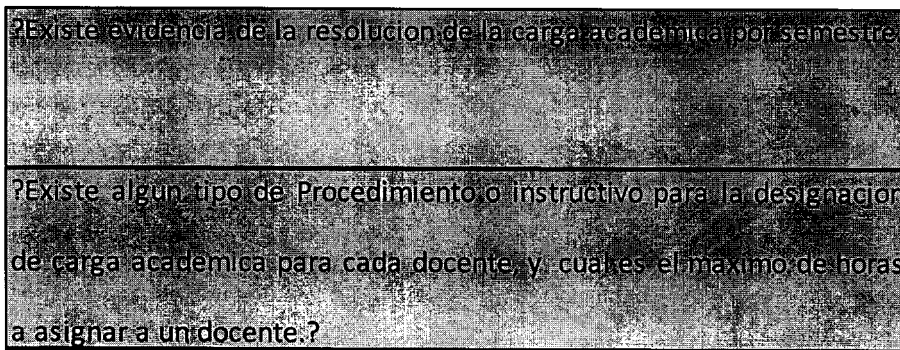 ?Existe evidencia de la resolucion de la carga academica por semestre
?Existe algun tipo de Procedimiento o instructivo para la designacion
de carga academica para cada docente, y cual es el maximo de horas
a asignar a un docente.?